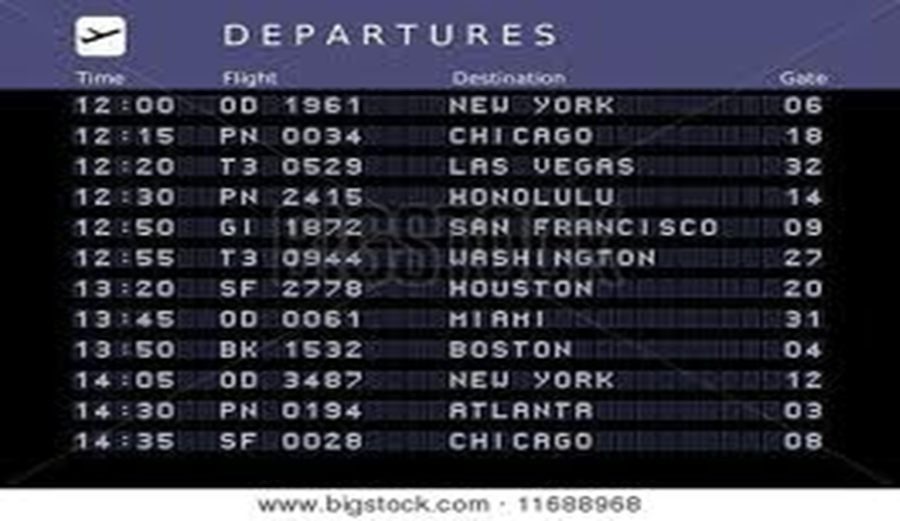 DEPARTURES
Time Flight Destination Gate
12:00 OD 1961 NEW YORK 06
12:15 PN 0034 CHICAGO 18
12:20 T3 0529 LAS VEGAS 32
12:30 PN 2415 HONOLULU 14
12:50 GI 1872 SAN FRANCISCO 09
12:55 T3 0944 WASHINGTON 27
13:20 SF 2778 HOUSTON 20
13:45 OD 0061 MIAMI 31
13:50 BK 1532 BOSTON 04
14:05 OD 3487 NEW YORK 12
14:30 PN 0194 ATLANTA 03
14:35 SF 0028 CHICAGO 08
BIGSTOCK
www.bigstock.com · 11688968